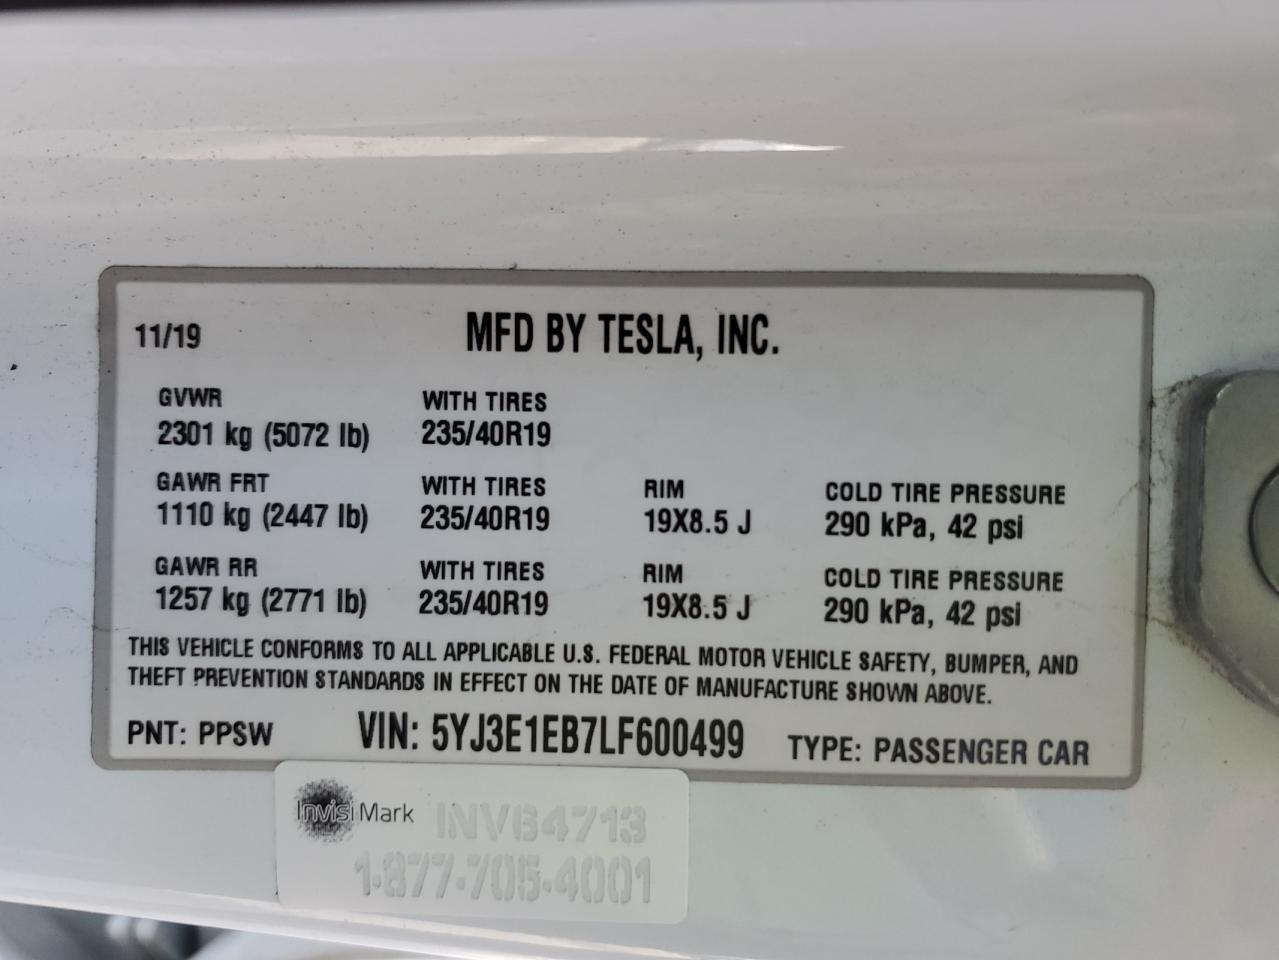 11/19 MFD BY TESLA, INC.
GVWR WITH TIRES
2301 kg (5072 lb) 235/40R19
GAWR FRT WITH TIRES RIM COLD TIRE PRESSURE
1110 kg (2447 lb) 235/40R19 19X8.5 J 290 kPa, 42 psi
GAWR RR WITH TIRES RIM COLD TIRE PRESSURE
1257 kg (2771 lb) 235/40R19 19X8.5 J 290 kPa, 42 psi
THIS VEHICLE CONFORMS TO ALL APPLICABLE U.S. FEDERAL MOTOR VEHICLE SAFETY, BUMPER, AND
THEFT PREVENTION STANDARDS IN EFFECT ON THE DATE OF MANUFACTURE SHOWN ABOVE.
PNT: PPSW VIN: 5YJ3E1EB7LF600499 TYPE: PASSENGER CAR
InvisiMark INV64713
1-877-705-4001